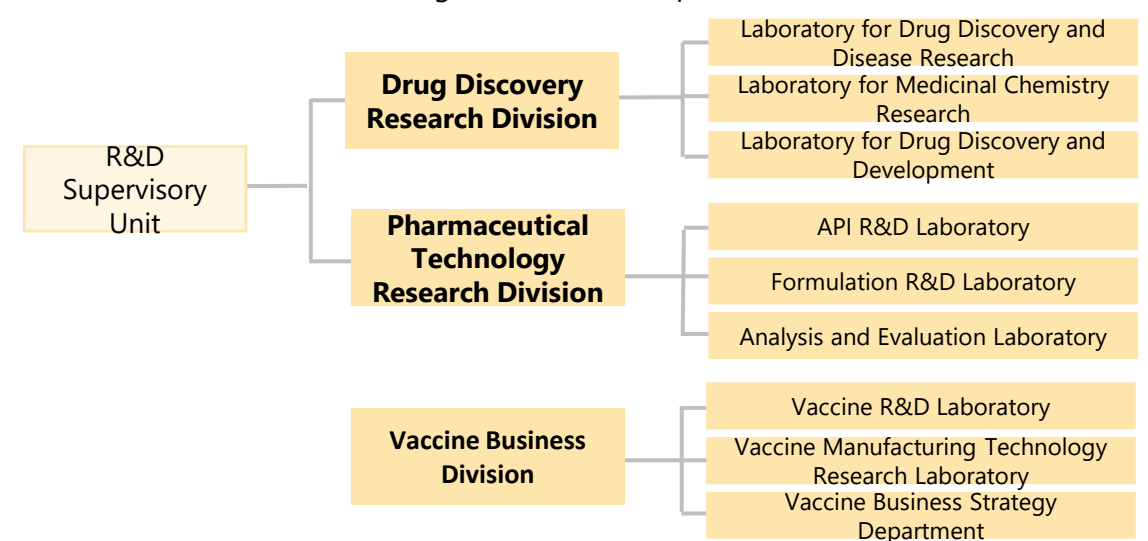 R&D
Supervisory
Unit
Drug Discovery
Research Division
Laboratory for Drug Discovery and
Disease Research
Laboratory for Medicinal Chemistry
Research
Laboratory for Drug Discovery and
Development
Pharmaceutical
Technology
Research Division
API R&D Laboratory
Formulation R&D Laboratory
Analysis and Evaluation Laboratory
Vaccine Business
Division
Vaccine R&D Laboratory
Vaccine Manufacturing Technology
Research Laboratory
Vaccine Business Strategy
Department